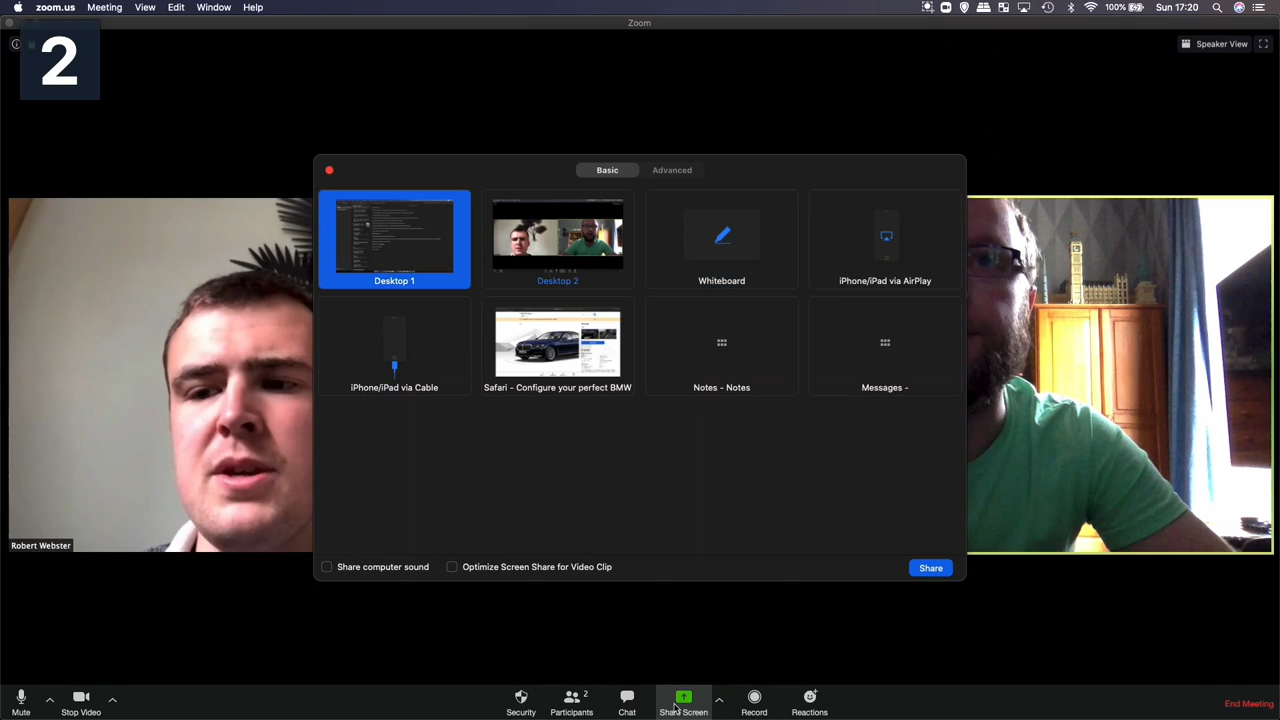 zoom.us Meeting View Edit Window Help
100% Sun 17:20
Zoom
2
Speaker View
Basic Advanced
Desktop 1 Desktop 2 Whiteboard iPhone/iPad via AirPlay
iPhone/iPad via Cable Safari - Configure your perfect BMW Notes - Notes Messages -
Robert Webster
Share computer sound Optimize Screen Share for Video Clip Share
Mute Stop Video Security Participants 2 Chat Share Screen Record Reactions End Meeting